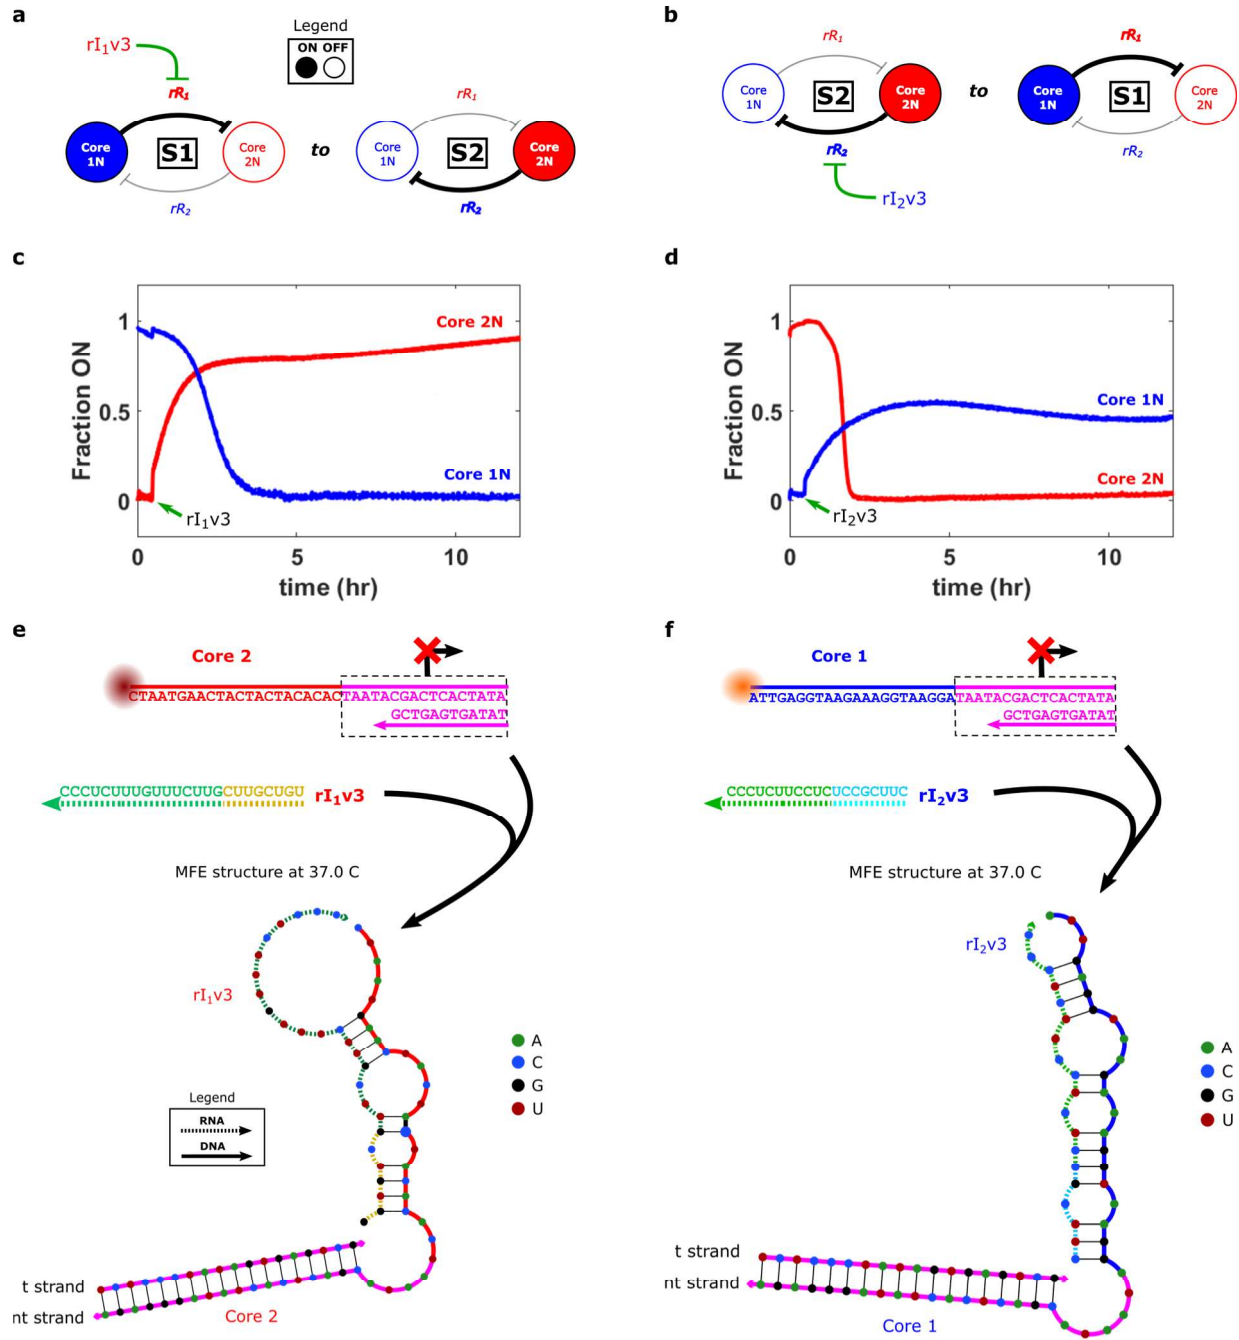 a
rI₁v3
Legend
ON OFF
rR₁
Core 1N
S1
Core 2N
rR₂
to
rR₁
Core 1N
S2
Core 2N
rR₂
b
rR₁
Core 1N
S2
Core 2N
rR₂
rI₂v3
to
rR₁
Core 1N
S1
Core 2N
rR₂
c
Fraction ON
1
0.5
0
Core 2N
Core 1N
rI₁v3
0 5 10
time (hr)
d
Fraction ON
1
0.5
0
Core 1N
Core 2N
rI₂v3
0 5 10
time (hr)
e
Core 2
CTAATGAACTACTACTACACACTAATACGACTCACTATA
GCTGAGTGATAT
CCCUCUUUGUUUCUUGCUUGCUGU
rI₁v3
MFE structure at 37.0 C
rI₁v3
A
C
G
U
Legend
RNA
DNA
t strand
nt strand
Core 2
f
Core 1
ATTGAGGTAAGAAAGGTAAGGATAATACGACTCACTATA
GCTGAGTGATAT
CCCUCUUCCUCUCCGCUUC
rI₂v3
MFE structure at 37.0 C
rI₂v3
A
C
G
U
t strand
nt strand
Core 1